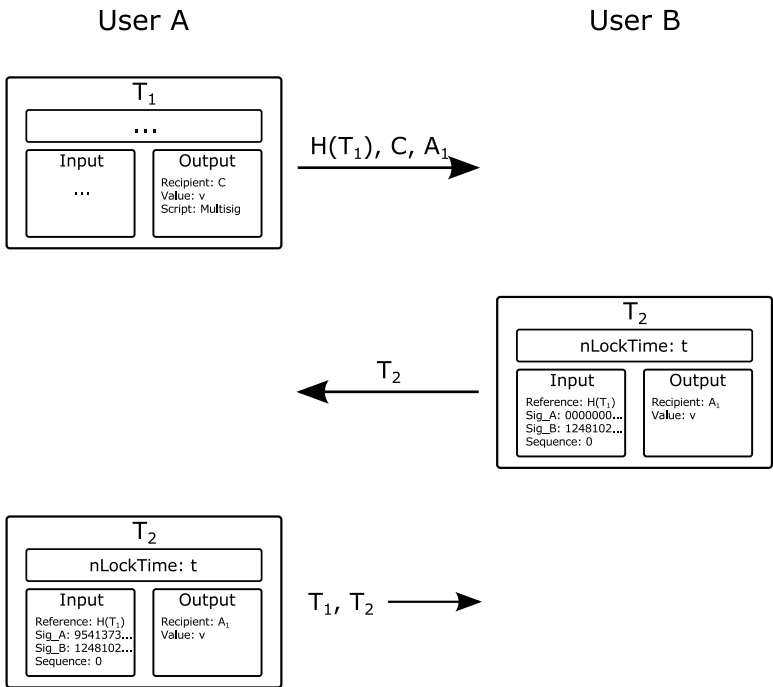 User A
User B
T₁
...
Input
...
Output
Recipient: C
Value: v
Script: Multisig
H(T₁), C, A₁
T₂
nLockTime: t
Input
Reference: H(T₁)
Sig_A: 0000000...
Sig_B: 1248102...
Sequence: 0
Output
Recipient: A₁
Value: v
T₂
T₂
nLockTime: t
Input
Reference: H(T₁)
Sig_A: 9541373...
Sig_B: 1248102...
Sequence: 0
Output
Recipient: A₁
Value: v
T₁, T₂